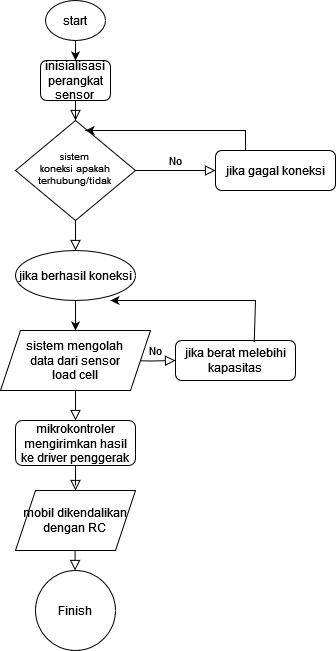 start
inisialisasi
perangkat
sensor
sistem
koneksi apakah
terhubung/tidak
No
jika gagal koneksi
jika berhasil koneksi
sistem mengolah
data dari sensor
load cell
No
jika berat melebihi
kapasitas
mikrokontroler
mengirimkan hasil
ke driver penggerak
mobil dikendalikan
dengan RC
Finish